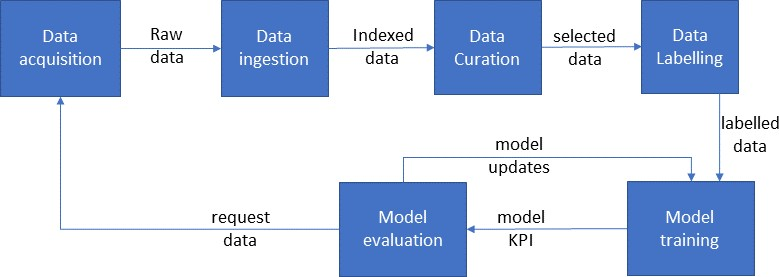 Data
acquisition
Raw
data
Data
ingestion
Indexed
data
Data
Curation
selected
data
Data
Labelling
labelled
data
model
updates
request
data
Model
evaluation
model
KPI
Model
training